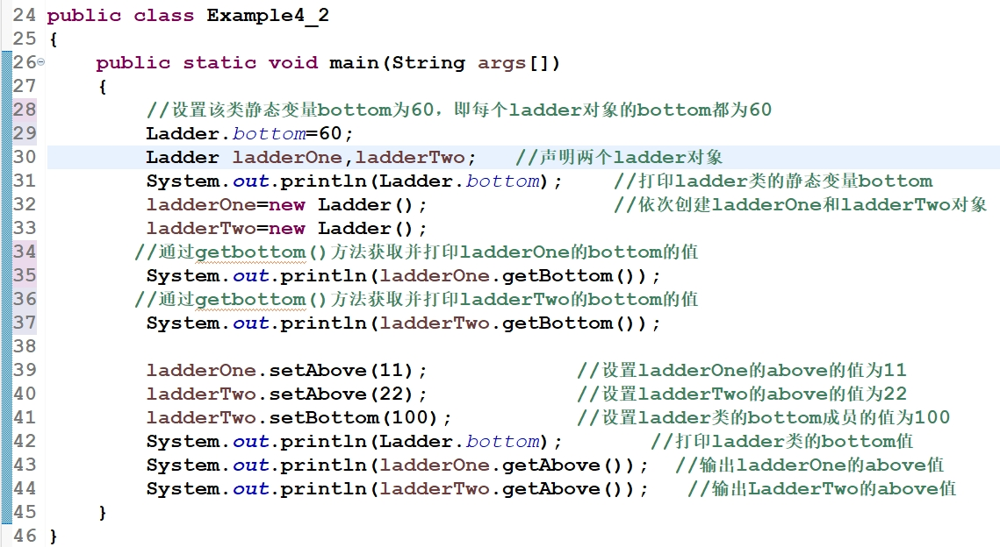 24 public class Example4_2
25 {
26 public static void main(String args[])
27 {
28 //设置该类静态变量bottom为60，即每个ladder对象的bottom都为60
29 Ladder.bottom=60;
30 Ladder ladderOne,ladderTwo; //声明两个ladder对象
31 System.out.println(Ladder.bottom); //打印ladder类的静态变量bottom
32 ladderOne=new Ladder(); //依次创建ladderOne和ladderTwo对象
33 ladderTwo=new Ladder();
34 //通过getbottom()方法获取并打印ladderOne的bottom的值
35 System.out.println(ladderOne.getBottom());
36 //通过getbottom()方法获取并打印ladderTwo的bottom的值
37 System.out.println(ladderTwo.getBottom());
38
39 ladderOne.setAbove(11); //设置ladderOne的above的值为11
40 ladderTwo.setAbove(22); //设置ladderTwo的above的值为22
41 ladderTwo.setBottom(100); //设置ladder类的bottom成员的值为100
42 System.out.println(Ladder.bottom); //打印ladder类的bottom值
43 System.out.println(ladderOne.getAbove()); //输出ladderOne的above值
44 System.out.println(ladderTwo.getAbove()); //输出LadderTwo的above值
45 }
46 }